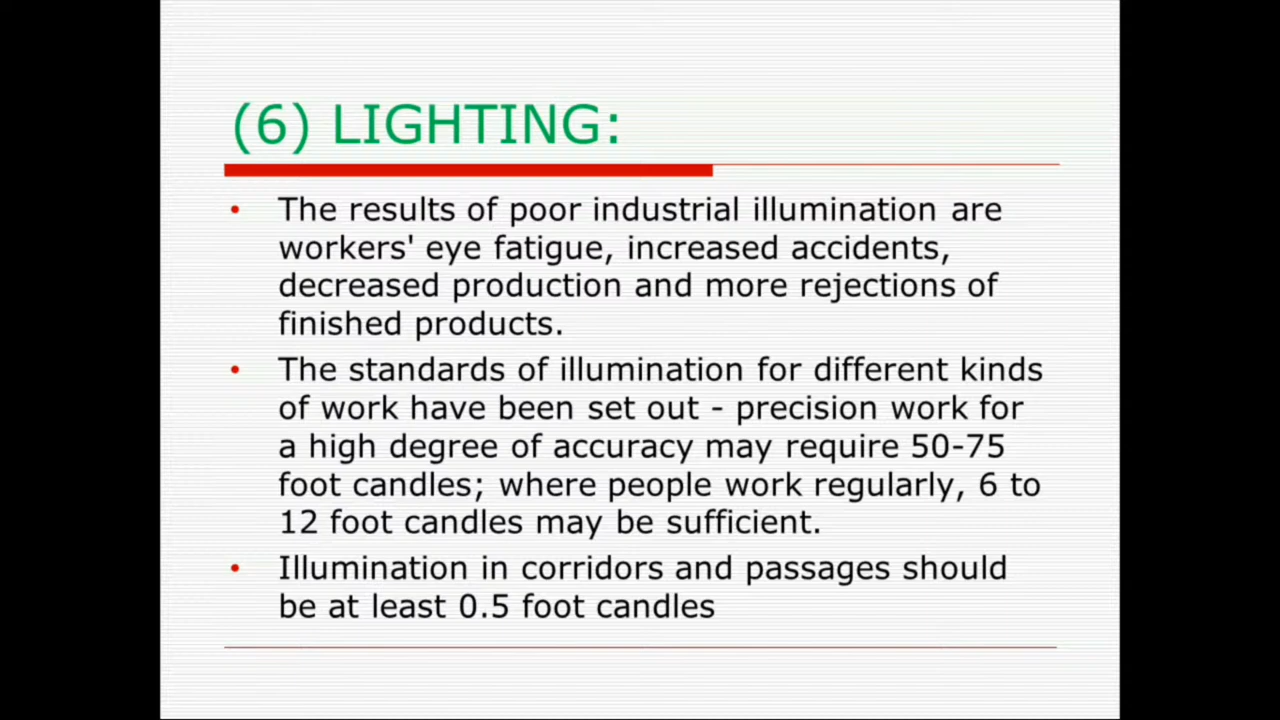 (6) LIGHTING:
• The results of poor industrial illumination are
workers' eye fatigue, increased accidents,
decreased production and more rejections of
finished products.
• The standards of illumination for different kinds
of work have been set out - precision work for
a high degree of accuracy may require 50-75
foot candles; where people work regularly, 6 to
12 foot candles may be sufficient.
• Illumination in corridors and passages should
be at least 0.5 foot candles